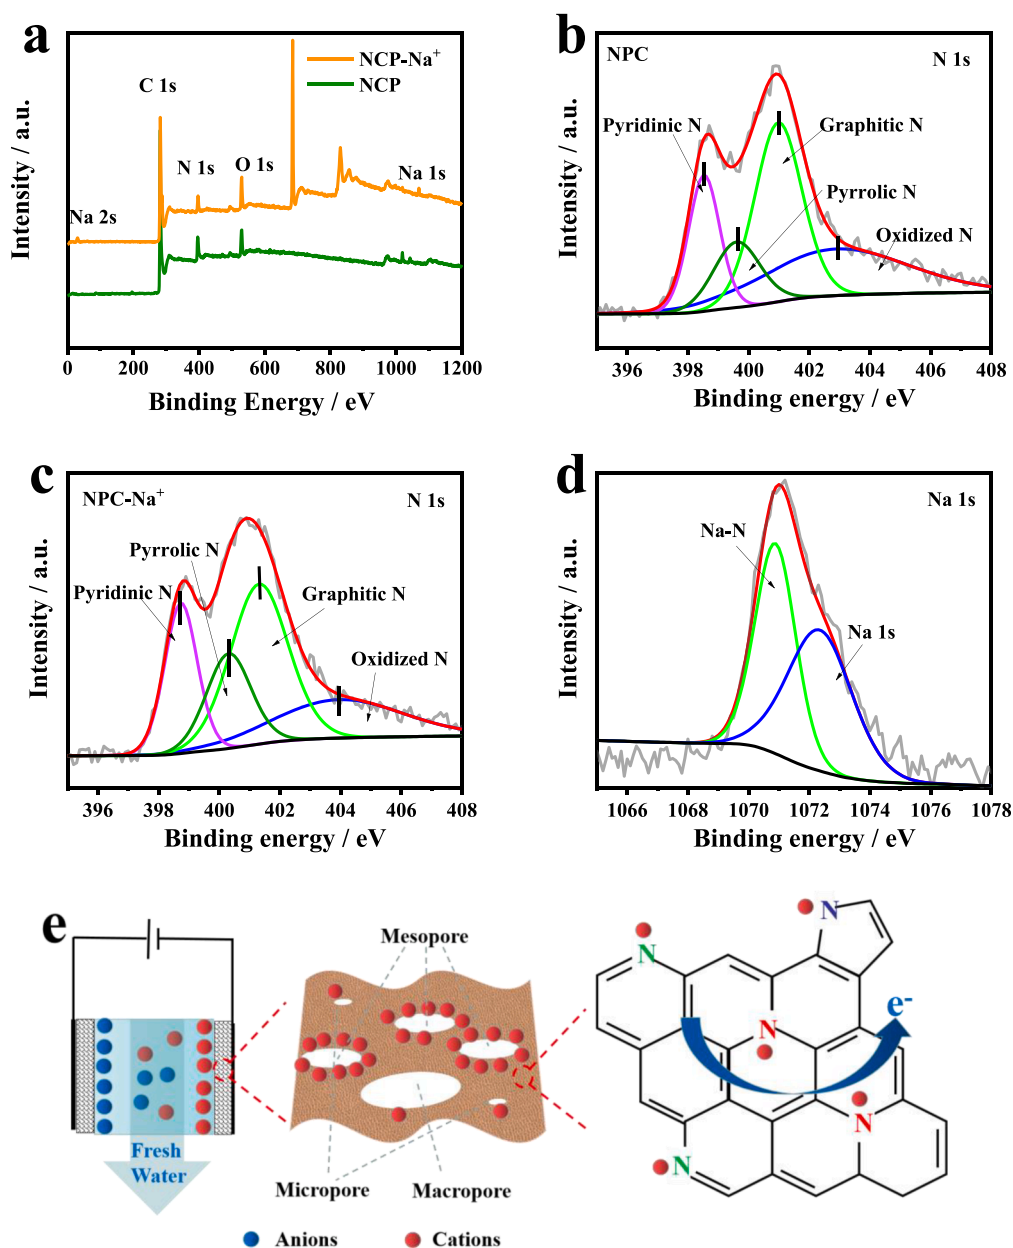 a
NCP-Na⁺
NCP
C 1s
N 1s
O 1s
Na 1s
Na 2s
Intensity / a.u.
0 200 400 600 800 1000 1200
Binding Energy / eV
b
NPC
N 1s
Pyridinic N
Graphitic N
Pyrrolic N
Oxidized N
Intensity / a.u.
396 398 400 402 404 406 408
Binding energy / eV
c
NPC-Na⁺
N 1s
Pyrrolic N
Pyridinic N
Graphitic N
Oxidized N
Intensity / a.u.
396 398 400 402 404 406 408
Binding energy / eV
d
Na 1s
Na-N
Na 1s
Intensity / a.u.
1066 1068 1070 1072 1074 1076 1078
Binding energy / eV
e
Mesopore
Micropore
Macropore
Fresh
Water
N
N
N
e⁻
N
N
Anions
Cations